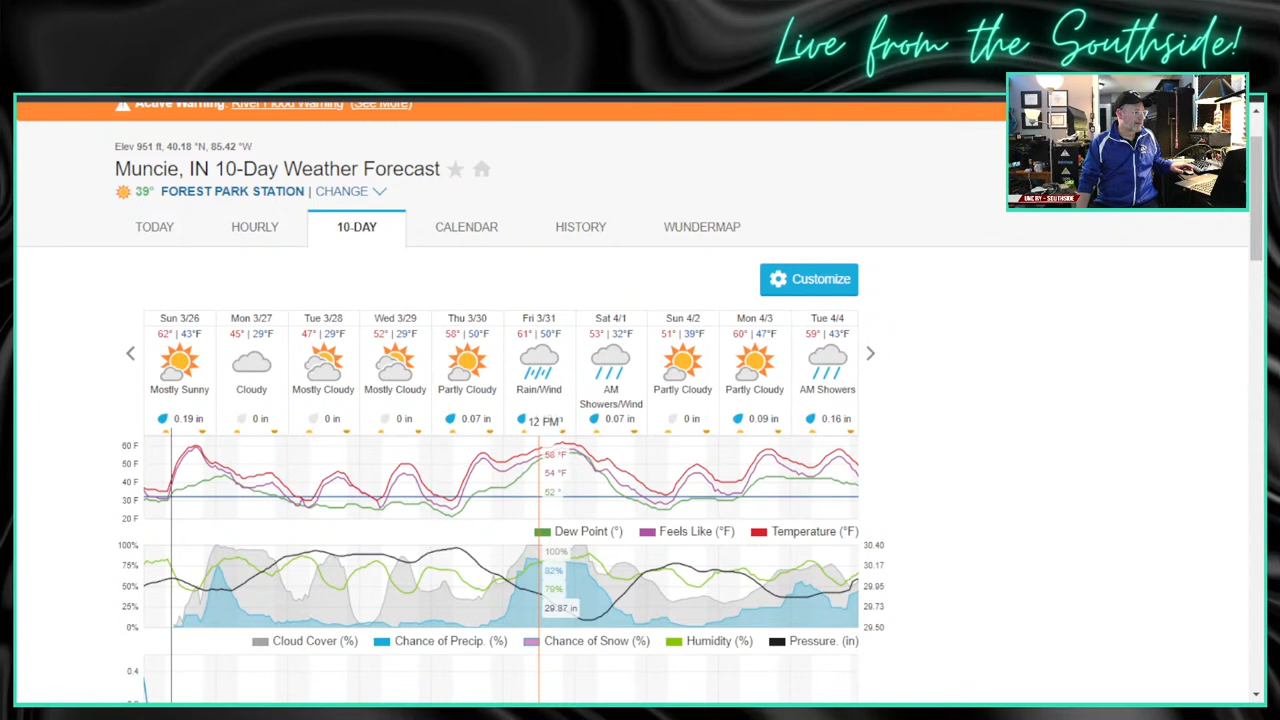 Live from the Southside!
Active Warning: River Flood Warning (See More)
Elev 951 ft, 40.18 °N, 85.42 °W
Muncie, IN 10-Day Weather Forecast
39° FOREST PARK STATION | CHANGE
UNC RY - SOUTHSIDE
TODAY HOURLY 10-DAY CALENDAR HISTORY WUNDERMAP
Customize
Sun 3/26 Mon 3/27 Tue 3/28 Wed 3/29 Thu 3/30 Fri 3/31 Sat 4/1 Sun 4/2 Mon 4/3 Tue 4/4
62° | 43°F 45° | 29°F 47° | 29°F 52° | 29°F 58° | 50°F 61° | 50°F 53° | 32°F 51° | 39°F 60° | 47°F 59° | 43°F
Mostly Sunny Cloudy Mostly Cloudy Mostly Cloudy Partly Cloudy Rain/Wind AM Showers/Wind Partly Cloudy Partly Cloudy AM Showers
0.19 in 0 in 0 in 0 in 0.07 in 0.07 in 0 in 0.09 in 0.16 in
12 PM
60 F
50 F
40 F
30 F
20 F
58 °F
54 °F
52 °
Dew Point (°) Feels Like (°F) Temperature (°F)
100% 30.40
75% 30.17
50% 29.95
25% 29.73
0% 29.50
100%
82%
79%
29.87 in
Cloud Cover (%) Chance of Precip. (%) Chance of Snow (%) Humidity (%) Pressure. (in)
0.4